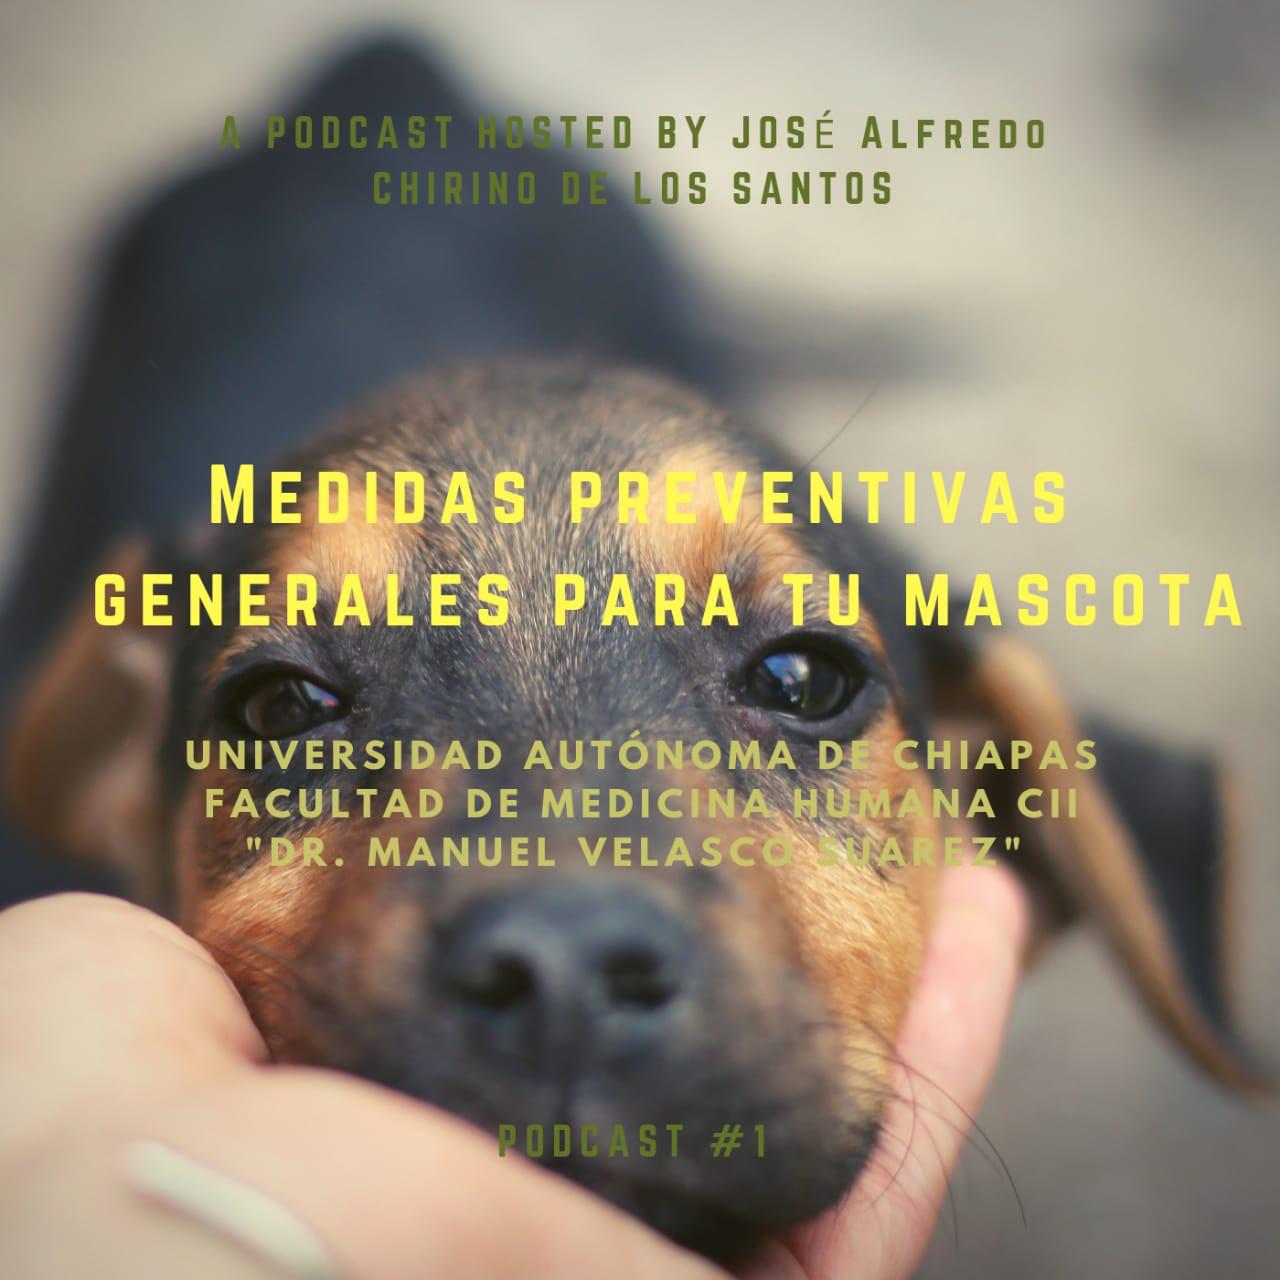 A PODCAST HOSTED BY JOSÉ ALFREDO
CHIRINO DE LOS SANTOS
MEDIDAS PREVENTIVAS
GENERALES PARA TU MASCOTA
UNIVERSIDAD AUTÓNOMA DE CHIAPAS
FACULTAD DE MEDICINA HUMANA CII
"DR. MANUEL VELASCO SUAREZ"
PODCAST #1